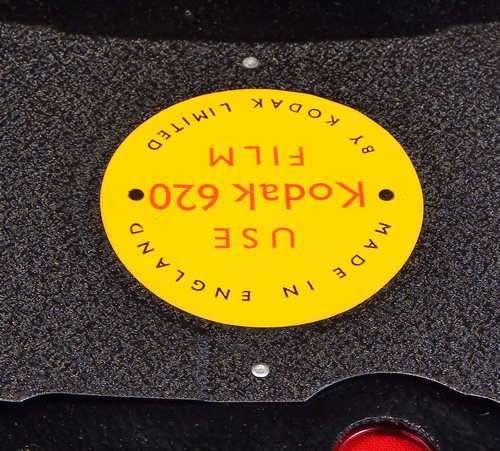 MADE IN ENGLAND
USE
Kodak 620
FILM
BY KODAK LIMITED